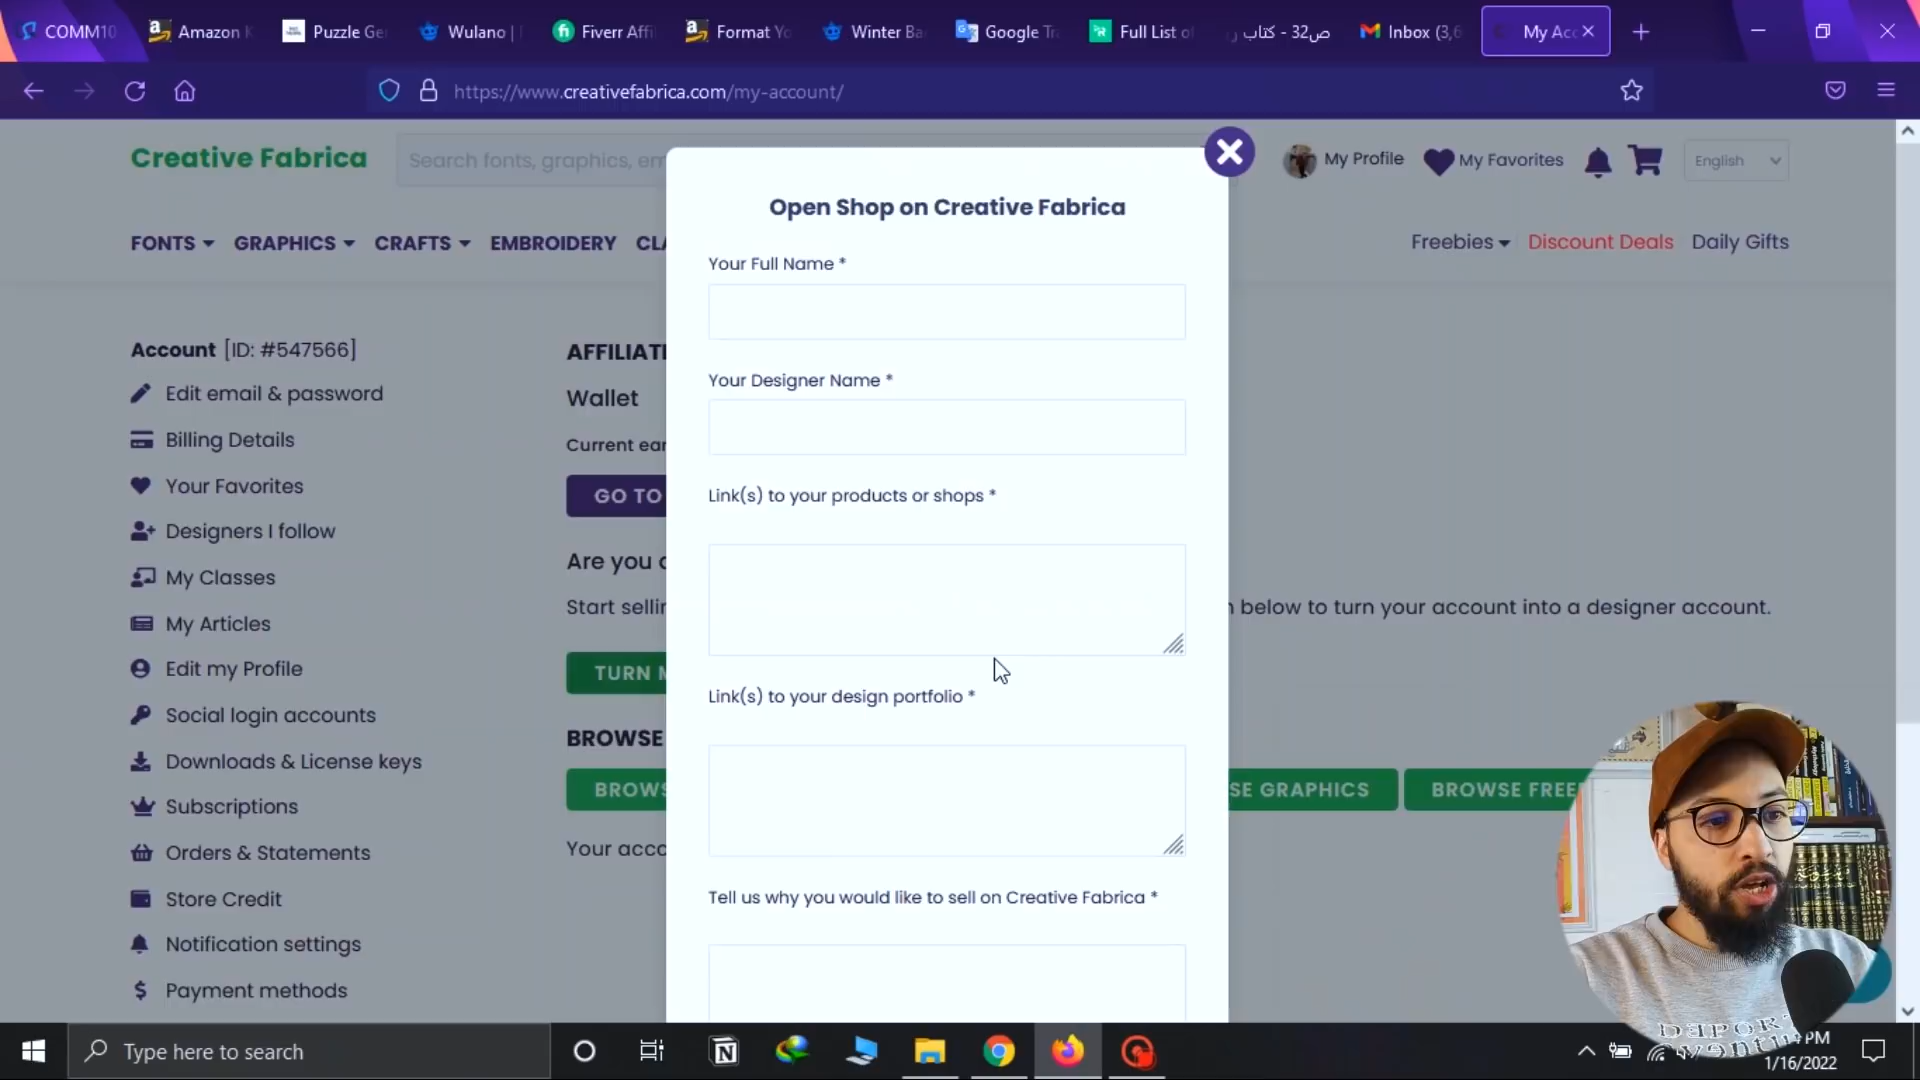 COMM10
Amazon K
Puzzle Ge
Wulano |
Fiverr Affi
Format Yo
Winter Ba
Google Tr
Full List of
ص32 - كتاب ر
Inbox (3,6
My Acc
https://www.creativefabrica.com/my-account/
Creative Fabrica
Search fonts, graphics, em
My Profile
My Favorites
English
FONTS
GRAPHICS
CRAFTS
EMBROIDERY
CLA
Freebies
Discount Deals
Daily Gifts
Account [ID: #547566]
Edit email & password
Billing Details
Your Favorites
Designers I follow
My Classes
My Articles
Edit my Profile
Social login accounts
Downloads & License keys
Subscriptions
Orders & Statements
Store Credit
Notification settings
Payment methods
AFFILIATE
Wallet
Current ear
GO TO
Are you a
Start sellin
n below to turn your account into a designer account.
TURN M
BROWSE
BROWS
SE GRAPHICS
BROWSE FREE
Your acco
Open Shop on Creative Fabrica
Your Full Name *
Your Designer Name *
Link(s) to your products or shops *
Link(s) to your design portfolio *
Tell us why you would like to sell on Creative Fabrica *
Type here to search
PM
1/16/2022